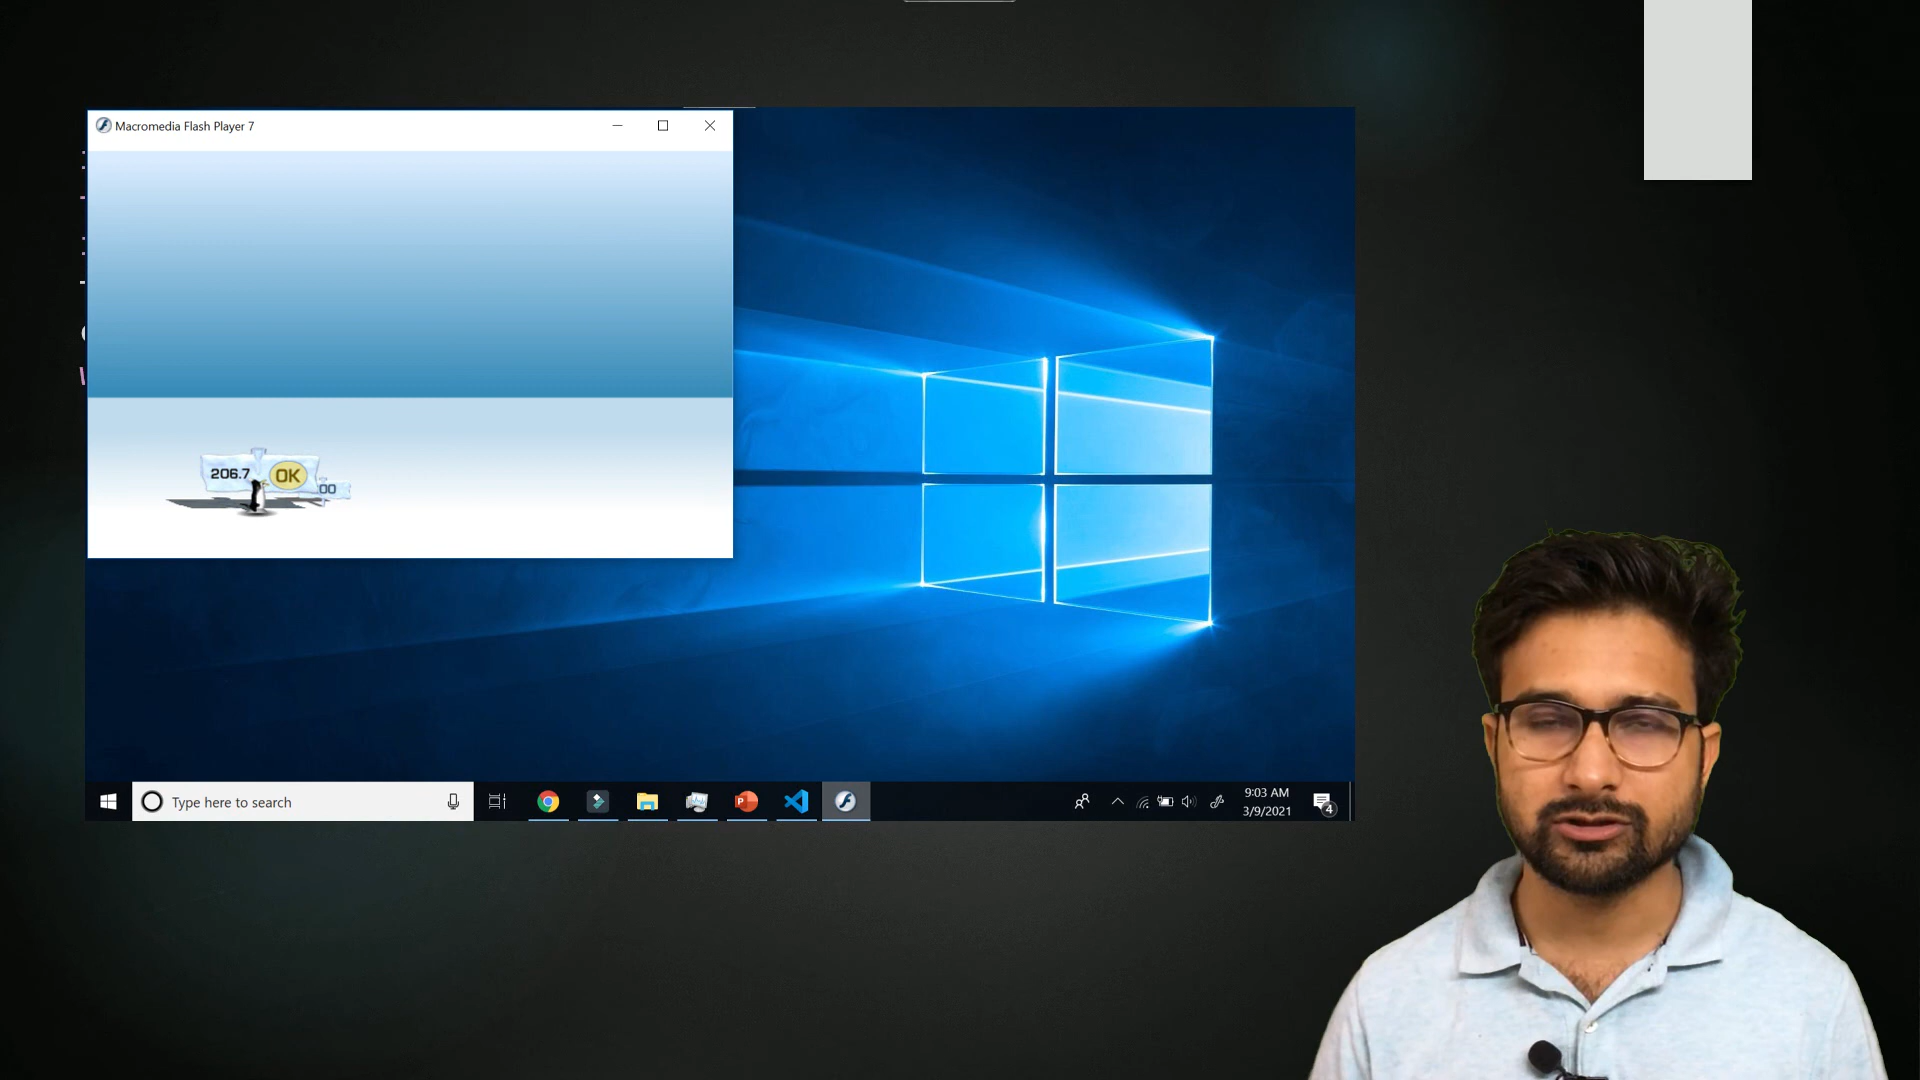 Macromedia Flash Player 7
206.7
OK
00
Type here to search
P
9:03 AM
3/9/2021
4